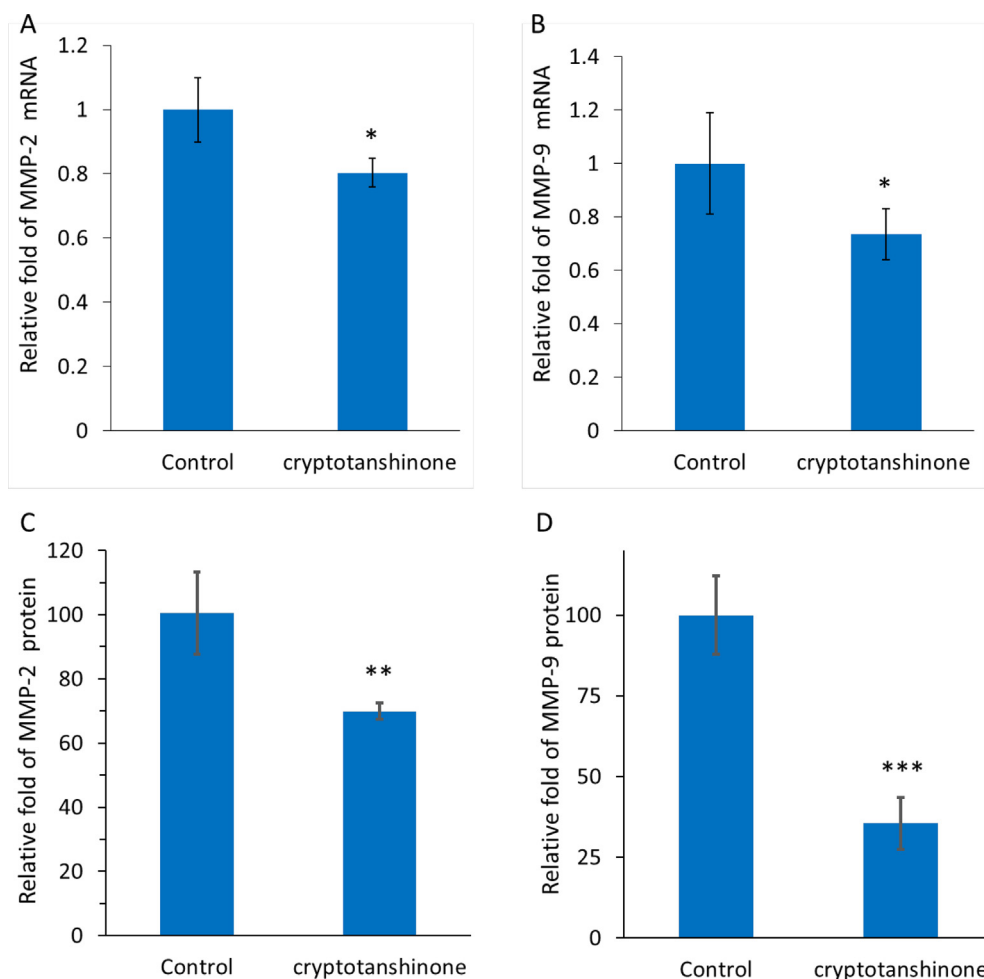 A
Relative fold of MMP-2 mRNA
1.2
1
0.8
0.6
0.4
0.2
0
*
Control
cryptotanshinone
B
Relative fold of MMP-9 mRNA
1.4
1.2
1
0.8
0.6
0.4
0.2
0
*
Control
cryptotanshinone
C
Relative fold of MMP-2 protein
120
100
80
60
40
20
0
**
Control
cryptotanshinone
D
Relative fold of MMP-9 protein
100
75
50
25
0
***
Control
cryptotanshinone